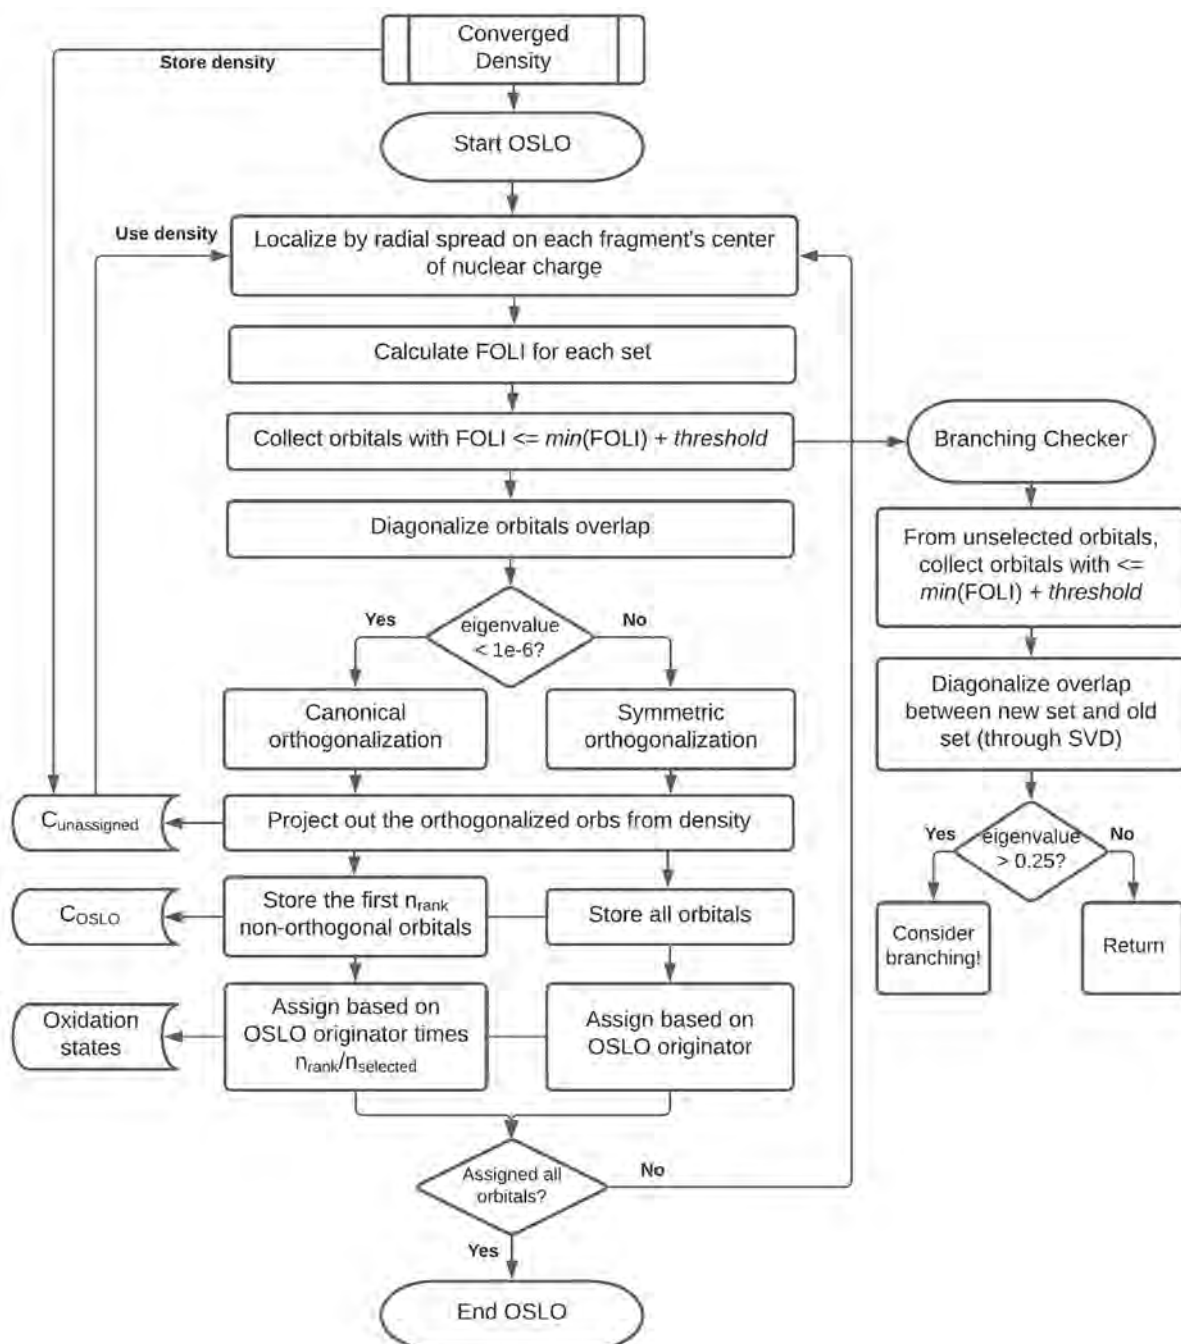 Converged
Density
Store density
Start OSLO
Use density
Localize by radial spread on each fragment's center
of nuclear charge
Calculate FOLI for each set
Collect orbitals with FOLI <= min(FOLI) + threshold
Branching Checker
Diagonalize orbitals overlap
From unselected orbitals,
collect orbitals with <=
min(FOLI) + threshold
Yes
eigenvalue
< 1e-6?
No
Canonical
orthogonalization
Symmetric
orthogonalization
Diagonalize overlap
between new set and old
set (through SVD)
Cunassigned
Project out the orthogonalized orbs from density
Yes
eigenvalue
> 0.25?
No
COSLO
Store the first nrank
non-orthogonal orbitals
Store all orbitals
Consider
branching!
Return
Oxidation
states
Assign based on
OSLO originator times
nrank/nselected
Assign based on
OSLO originator
Assigned all
orbitals?
No
Yes
End OSLO